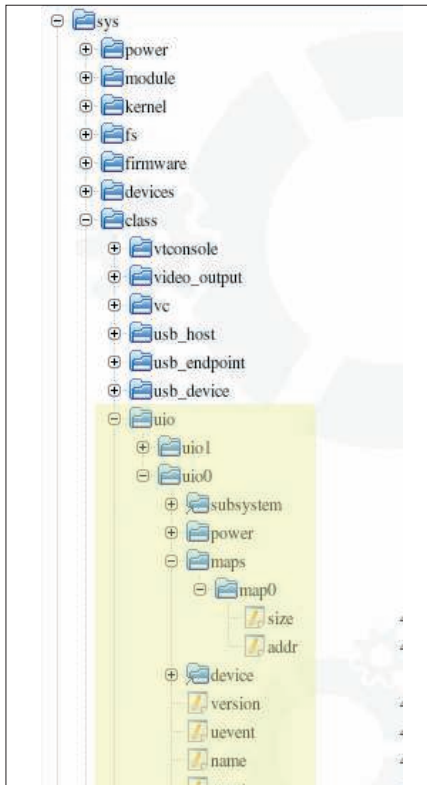 sys
power
module
kernel
fs
firmware
devices
class
vtconsole
video_output
vc
usb_host
usb_endpoint
usb_device
uio
uio1
uio0
subsystem
power
maps
map0
size
addr
device
version
uevent
name